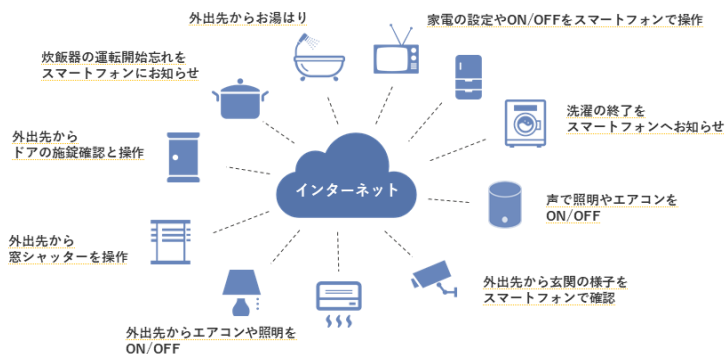 外出先からお湯はり
家電の設定やON/OFFをスマートフォンで操作
炊飯器の運転開始忘れを
スマートフォンにお知らせ
洗濯の終了を
スマートフォンへお知らせ
外出先から
ドアの施錠確認と操作
インターネット
声で照明やエアコンを
ON/OFF
外出先から
窓シャッターを操作
外出先から玄関の様子を
スマートフォンで確認
外出先からエアコンや照明を
ON/OFF